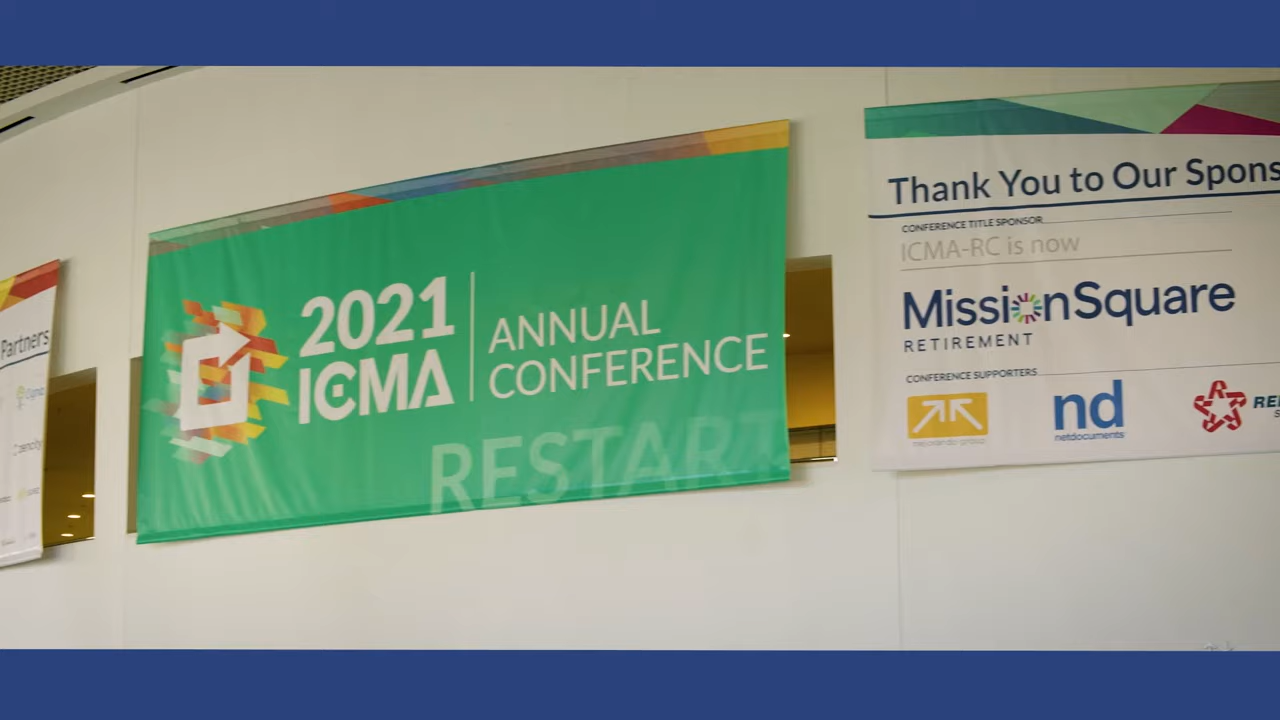 Partners
2021
ICMA
ANNUAL
CONFERENCE
RESTART
Thank You to Our Spons
CONFERENCE TITLE SPONSOR
ICMA-RC is now
MissionSquare
RETIREMENT
CONFERENCE SUPPORTERS
nd
netdocuments